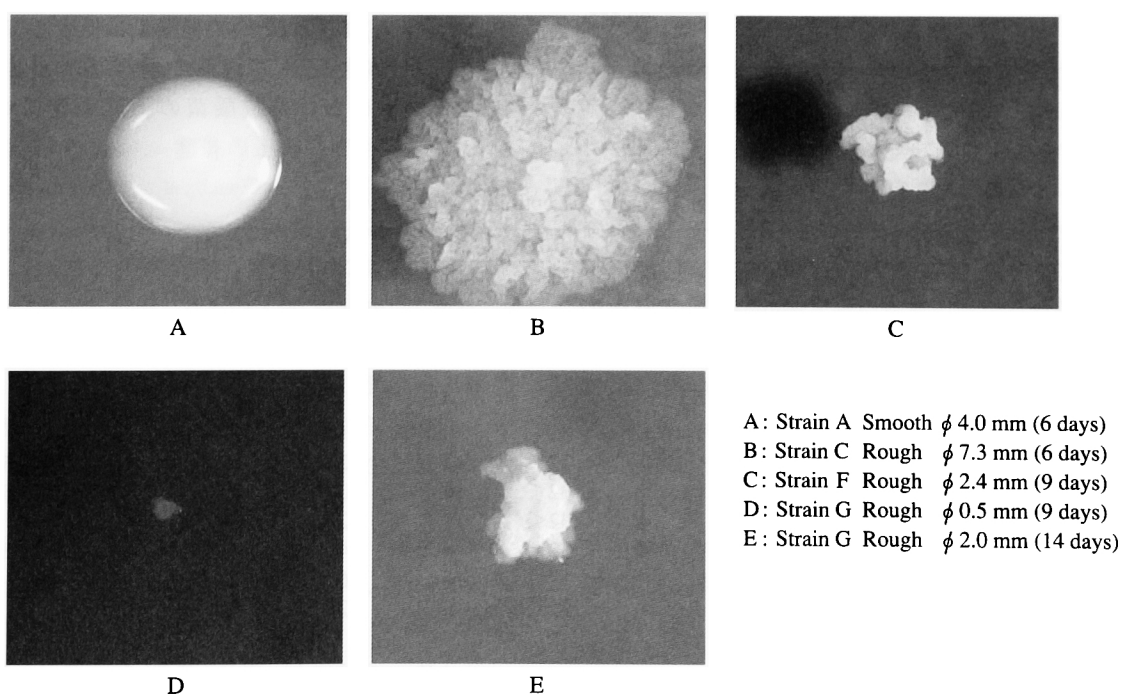 A
B
C
D
E
A: Strain A Smooth ϕ 4.0 mm (6 days)
B: Strain C Rough ϕ 7.3 mm (6 days)
C: Strain F Rough ϕ 2.4 mm (9 days)
D: Strain G Rough ϕ 0.5 mm (9 days)
E: Strain G Rough ϕ 2.0 mm (14 days)